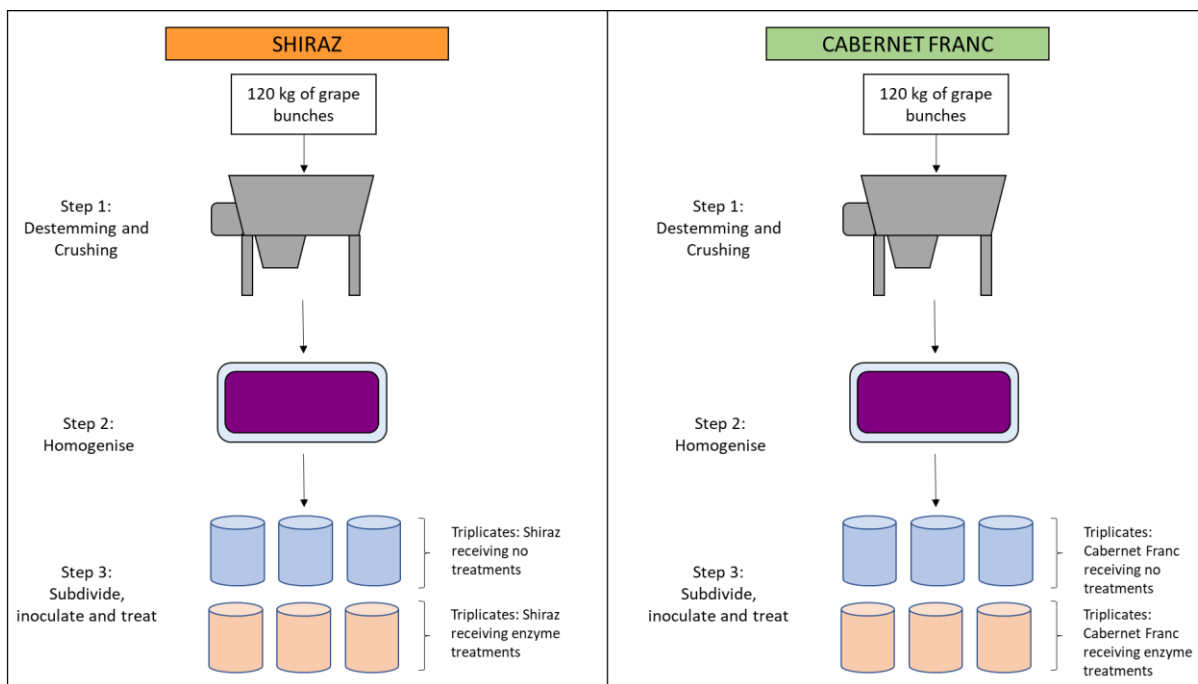 SHIRAZ
120 kg of grape
bunches
Step 1:
Destemming and
Crushing
Step 2:
Homogenise
Step 3:
Subdivide,
inoculate and treat
Triplicates: Shiraz
receiving no
treatments
Triplicates: Shiraz
receiving enzyme
treatments
CABERNET FRANC
120 kg of grape
bunches
Step 1:
Destemming and
Crushing
Step 2:
Homogenise
Step 3:
Subdivide,
inoculate and treat
Triplicates:
Cabernet Franc
receiving no
treatments
Triplicates:
Cabernet Franc
receiving enzyme
treatments